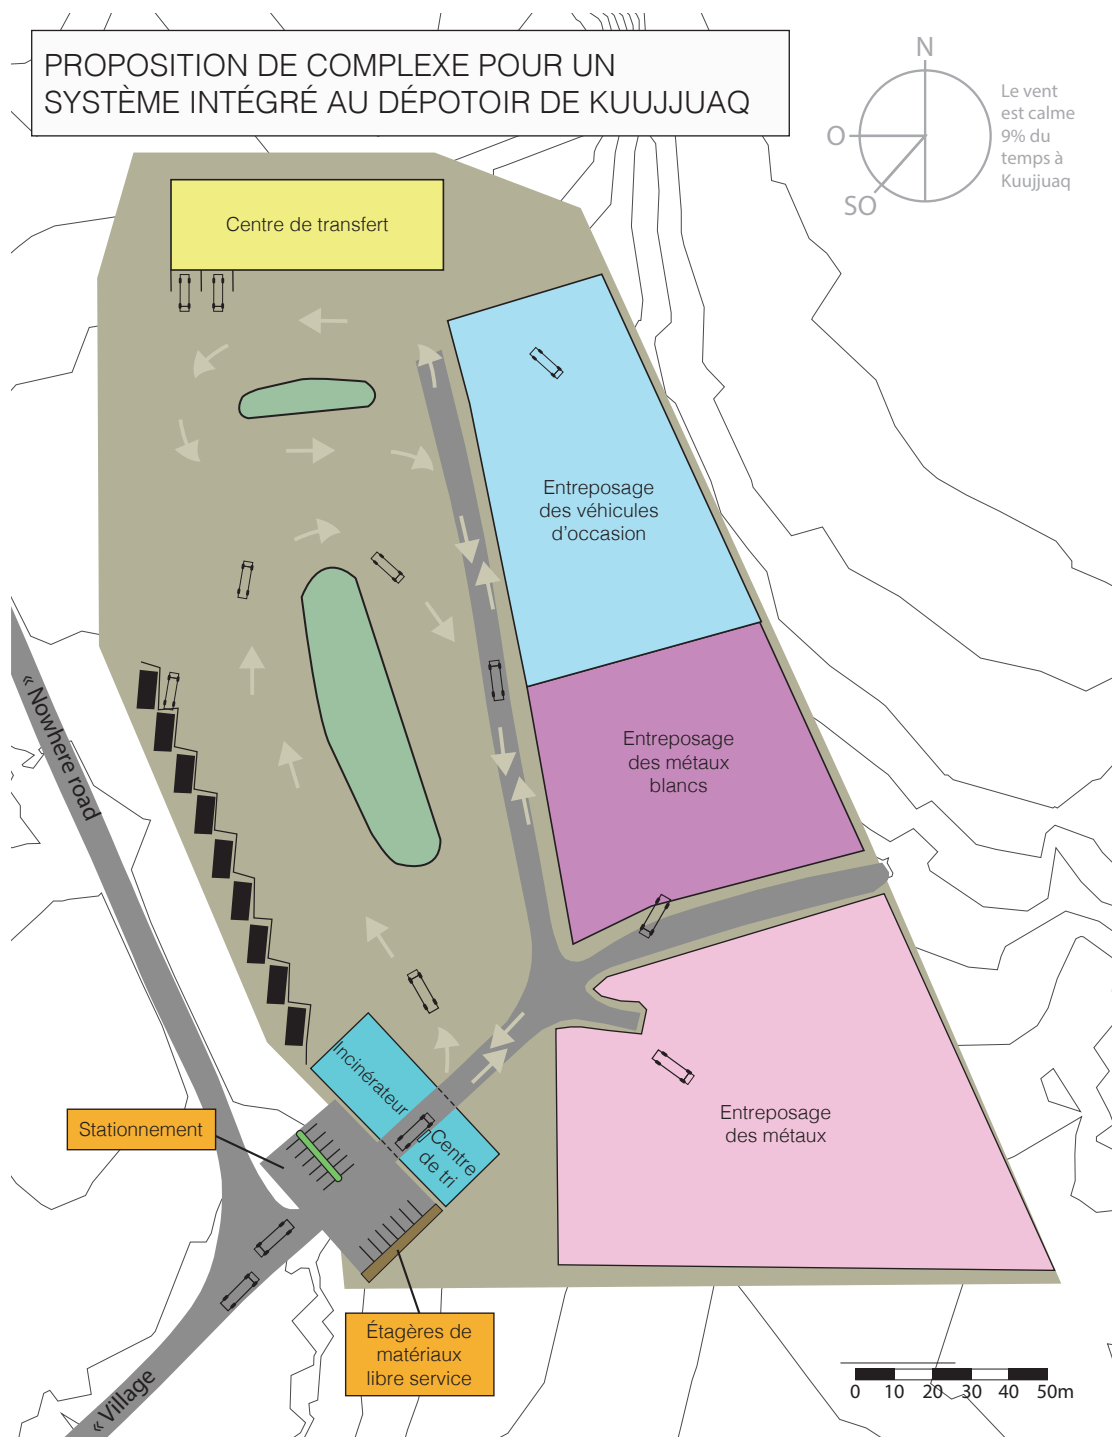 PROPOSITION DE COMPLEXE POUR UN
SYSTÈME INTÉGRÉ AU DÉPOTOIR DE KUUJJUAQ
N
O
SO
Le vent
est calme
9% du
temps à
Kuujjuaq
Centre de transfert
Entreposage
des véhicules
d'occasion
Entreposage
des métaux
blancs
« Nowhere road
Incinérateur
Centre
de tri
Entreposage
des métaux
Stationnement
Étagères de
matériaux
libre service
« Village
0 10 20 30 40 50m